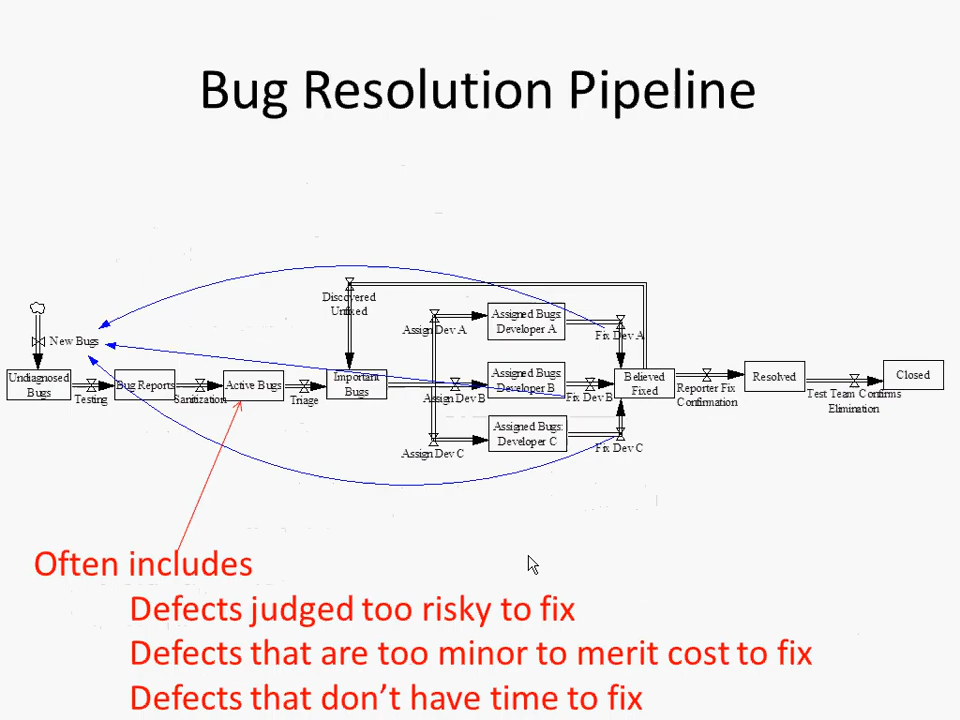 Bug Resolution Pipeline
Discovered
Unfixed
New Bugs
Assign Dev A
Assigned Bugs:
Developer A
Fix Dev A
Undiagnosed
Bugs
Testing
Bug Reports
Sanitization
Active Bugs
Triage
Important
Bugs
Assign Dev B
Assigned Bugs:
Developer B
Fix Dev B
Believed
Fixed
Reporter Fix
Confirmation
Resolved
Test Team Confirms
Elimination
Closed
Assign Dev C
Assigned Bugs:
Developer C
Fix Dev C
Often includes
Defects judged too risky to fix
Defects that are too minor to merit cost to fix
Defects that don’t have time to fix